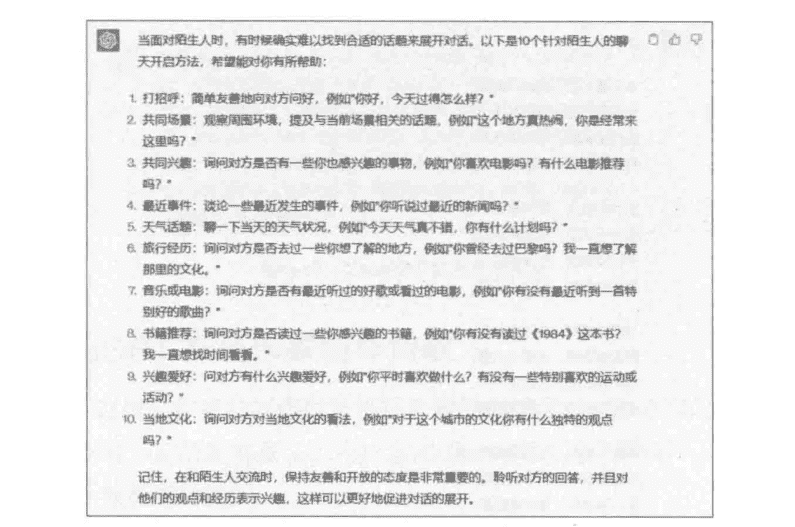 当面对陌生人时，有时候确实难以找到合适的话题来展开对话。以下是10个针对陌生人的聊
天开启方法，希望能对你有所帮助：
1. 打招呼：简单友善地向对方问好，例如"你好，今天过得怎么样？"
2. 共同场景：观察周围环境，提及与当前场景相关的话题，例如"这个地方真热闹，你是经常来
这里吗？"
3. 共同兴趣：询问对方是否有一些你也感兴趣的事物，例如"你喜欢电影吗？有什么电影推荐
吗？"
4. 最近事件：谈论一些最近发生的事件，例如"你听说过最近的新闻吗？"
5. 天气话题：聊一下当天的天气状况，例如"今天天气真不错，你有什么计划吗？"
6. 旅行经历：询问对方是否去过一些你想了解的地方，例如"你曾经去过巴黎吗？我一直想了解
那里的文化。"
7. 音乐或电影：询问对方是否有最近听过的好歌或看过的电影，例如"你有没有最近听到一首特
别好的歌曲？"
8. 书籍推荐：询问对方是否读过一些你感兴趣的书籍，例如"你有没有读过《1984》这本书？
我一直想找时间看看。"
9. 兴趣爱好：问对方有什么兴趣爱好，例如"你平时喜欢做什么？有没有一些特别喜欢的运动或
活动？"
10. 当地文化：询问对方对当地文化的看法，例如"对于这个城市的文化你有什么独特的观点
吗？"
记住，在和陌生人交流时，保持友善和开放的态度是非常重要的。聆听对方的回答，并且对
他们的观点和经历表示兴趣，这样可以更好地促进对话的展开。